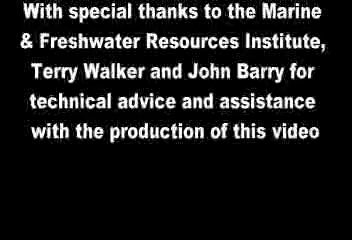 With special thanks to the Marine
& Freshwater Resources Institute,
Terry Walker and John Barry for
technical advice and assistance
with the production of this video